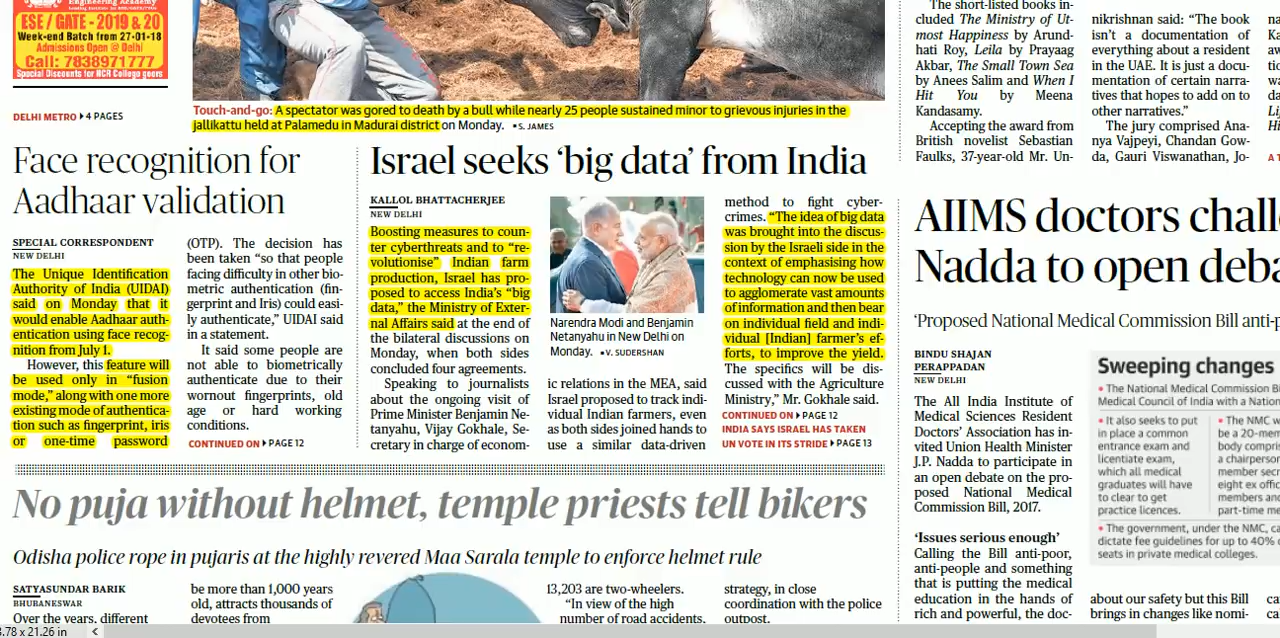 Engineering Academy
ESE / GATE - 2019 & 20
Week-end Batch from 27-01-18
Admissions Open @ Delhi
Call: 7838971777
Special Discounts for NCR College goers
DELHI METRO 4 PAGES
Touch-and-go: A spectator was gored to death by a bull while nearly 25 people sustained minor to grievous injuries in the
jallikattu held at Palamedu in Madurai district on Monday. •S. JAMES
Face recognition for
Aadhaar validation
SPECIAL CORRESPONDENT
NEW DELHI
The Unique Identification
Authority of India (UIDAI)
said on Monday that it
would enable Aadhaar auth-
entication using face recog-
nition from July 1.
However, this feature will
be used only in “fusion
mode,” along with one more
existing mode of authentica-
tion such as fingerprint, iris
or one-time password
(OTP). The decision has
been taken “so that people
facing difficulty in other bio-
metric authentication (fin-
gerprint and Iris) could easi-
ly authenticate,” UIDAI said
in a statement.
It said some people are
not able to biometrically
authenticate due to their
wornout fingerprints, old
age or hard working
conditions.
CONTINUED ON PAGE 12
Israel seeks ‘big data’ from India
KALLOL BHATTACHERJEE
NEW DELHI
Boosting measures to coun-
ter cyberthreats and to “re-
volutionise” Indian farm
production, Israel has pro-
posed to access India’s “big
data,” the Ministry of Exter-
nal Affairs said at the end of
the bilateral discussions on
Monday, when both sides
concluded four agreements.
Speaking to journalists
about the ongoing visit of
Prime Minister Benjamin Ne-
tanyahu, Vijay Gokhale, Se-
cretary in charge of econom-
Narendra Modi and Benjamin
Netanyahu in New Delhi on
Monday. •V. SUDERSHAN
ic relations in the MEA, said
Israel proposed to track indi-
vidual Indian farmers, even
as both sides joined hands to
use a similar data-driven
method to fight cyber-
crimes. “The idea of big data
was brought into the discus-
sion by the Israeli side in the
context of emphasising how
technology can now be used
to agglomerate vast amounts
of information and then bear
on individual field and indi-
vidual [Indian] farmer’s ef-
forts, to improve the yield.
The specifics will be dis-
cussed with the Agriculture
Ministry,” Mr. Gokhale said.
CONTINUED ON PAGE 12
INDIA SAYS ISRAEL HAS TAKEN
UN VOTE IN ITS STRIDE PAGE 13
No puja without helmet, temple priests tell bikers
Odisha police rope in pujaris at the highly revered Maa Sarala temple to enforce helmet rule
SATYASUNDAR BARIK
BHUBANESWAR
Over the years, different
be more than 1,000 years
old, attracts thousands of
devotees from
13,203 are two-wheelers.
“In view of the high
number of road accidents,
strategy, in close
coordination with the police
outpost.
The short-listed books in-
cluded The Ministry of Ut-
most Happiness by Arund-
hati Roy, Leila by Prayaag
Akbar, The Small Town Sea
by Anees Salim and When I
Hit You by Meena
Kandasamy.
Accepting the award from
British novelist Sebastian
Faulks, 37-year-old Mr. Un-
nikrishnan said: “The book
isn’t a documentation of
everything about a resident
in the UAE. It is just a docu-
mentation of certain narra-
tives that hopes to add on to
other narratives.”
The jury comprised Ana-
nya Vajpeyi, Chandan Gow-
da, Gauri Viswanathan, Jo-
AIIMS doctors chall
Nadda to open deba
‘Proposed National Medical Commission Bill anti-p
BINDU SHAJAN
PERAPPADAN
NEW DELHI
The All India Institute of
Medical Sciences Resident
Doctors’ Association has in-
vited Union Health Minister
J.P. Nadda to participate in
an open debate on the pro-
posed National Medical
Commission Bill, 2017.
‘Issues serious enough’
Calling the Bill anti-poor,
anti-people and something
that is putting the medical
education in the hands of
rich and powerful, the doc-
Sweeping changes
• The National Medical Commission Bi
Medical Council of India with a Nation
• It also seeks to put
in place a common
entrance exam and
licentiate exam,
which all medical
graduates will have
to clear to get
practice licences.
• The NMC w
be a 20-mem
body compris
a chairperson
member secr
eight ex offic
members and
part-time me
• The government, under the NMC, ca
dictate fee guidelines for up to 40% o
seats in private medical colleges.
about our safety but this Bill
brings in changes like nomi-
8.78 x 21.26 in